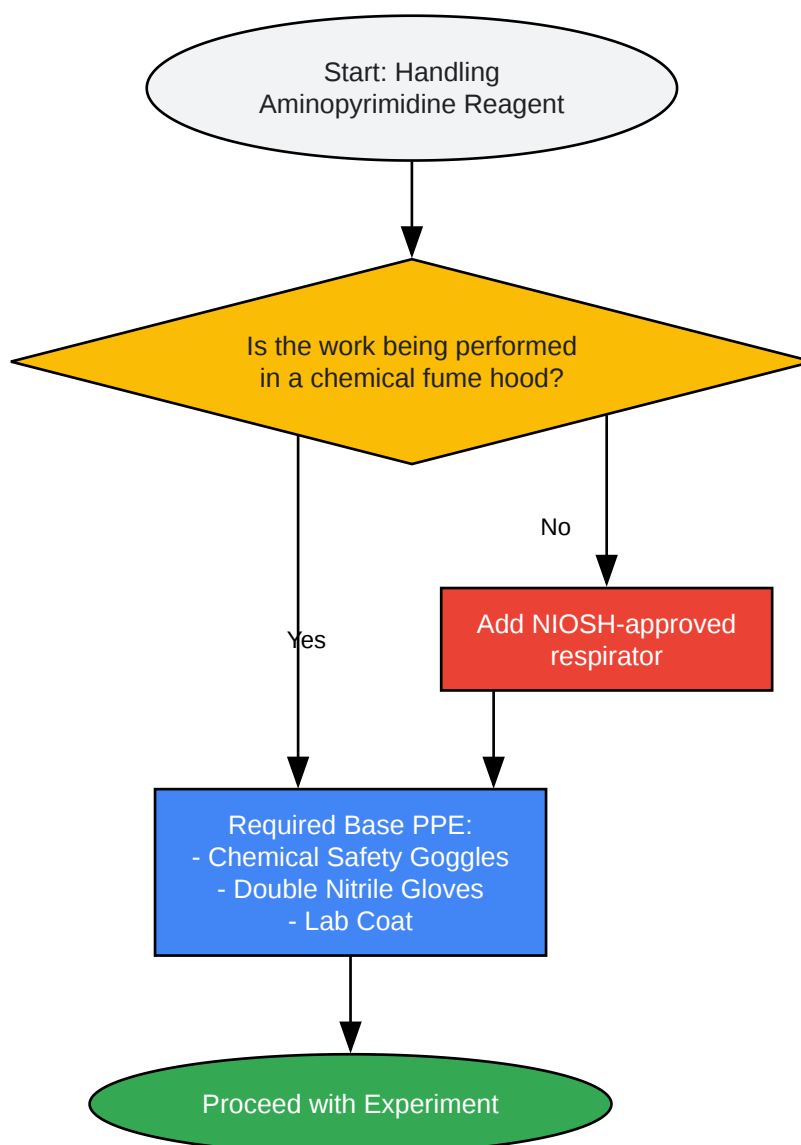 Start: Handling
Aminopyrimidine Reagent
Is the work being performed
in a chemical fume hood?
No
Add NIOSH-approved
respirator
Yes
Required Base PPE:
- Chemical Safety Goggles
- Double Nitrile Gloves
- Lab Coat
Proceed with Experiment